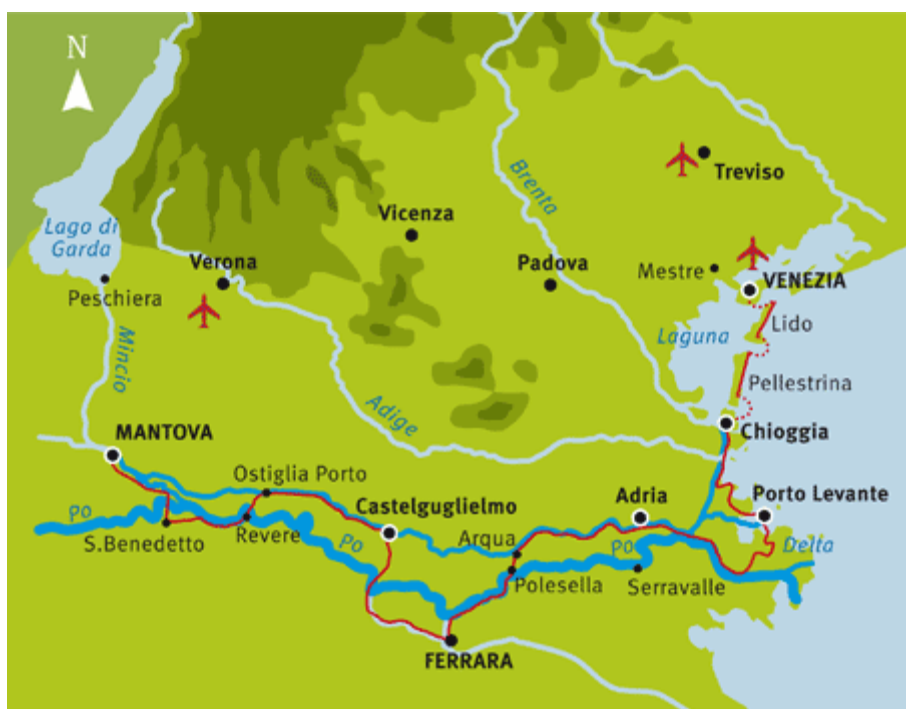 N
Treviso
Brenta
Vicenza
Lago di
Garda
Verona
Padova
Mestre
VENEZIA
Peschiera
Lido
Laguna
Mincio
Pellestrina
Adige
Chioggia
MANTOVA
Ostiglia Porto
Castelguglielmo
Adria
Porto Levante
Po
S.Benedetto
Revere
Po
Arqua
Po
Delta
Polesella
Serravalle
FERRARA